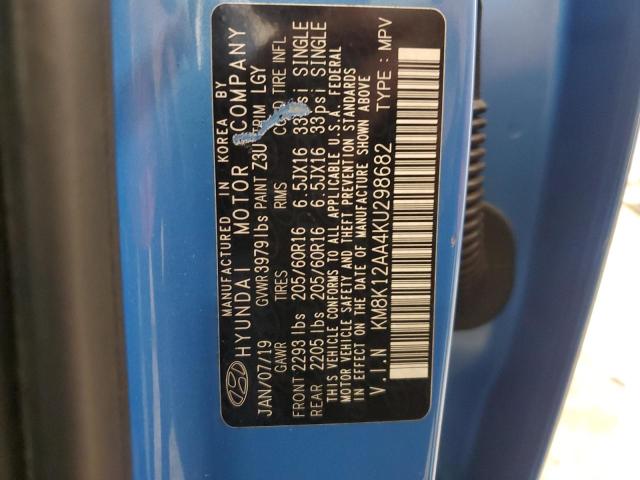 MANUFACTURED IN KOREA BY
HYUNDAI MOTOR COMPANY
JAN/07/19 GVWR 3979 lbs PAINT Z3U TRIM LGY
GAWR TIRES RIMS COLD TIRE INFL
FRONT 2293 lbs 205/60R16 6.5JX16 33psi SINGLE
REAR 2205 lbs 205/60R16 6.5JX16 33psi SINGLE
THIS VEHICLE CONFORMS TO ALL APPLICABLE U.S.A. FEDERAL
MOTOR VEHICLE SAFETY AND THEFT PREVENTION STANDARDS
IN EFFECT ON THE DATE OF MANUFACTURE SHOWN ABOVE
V.I.N KM8K12AA4KU298682 TYPE : MPV